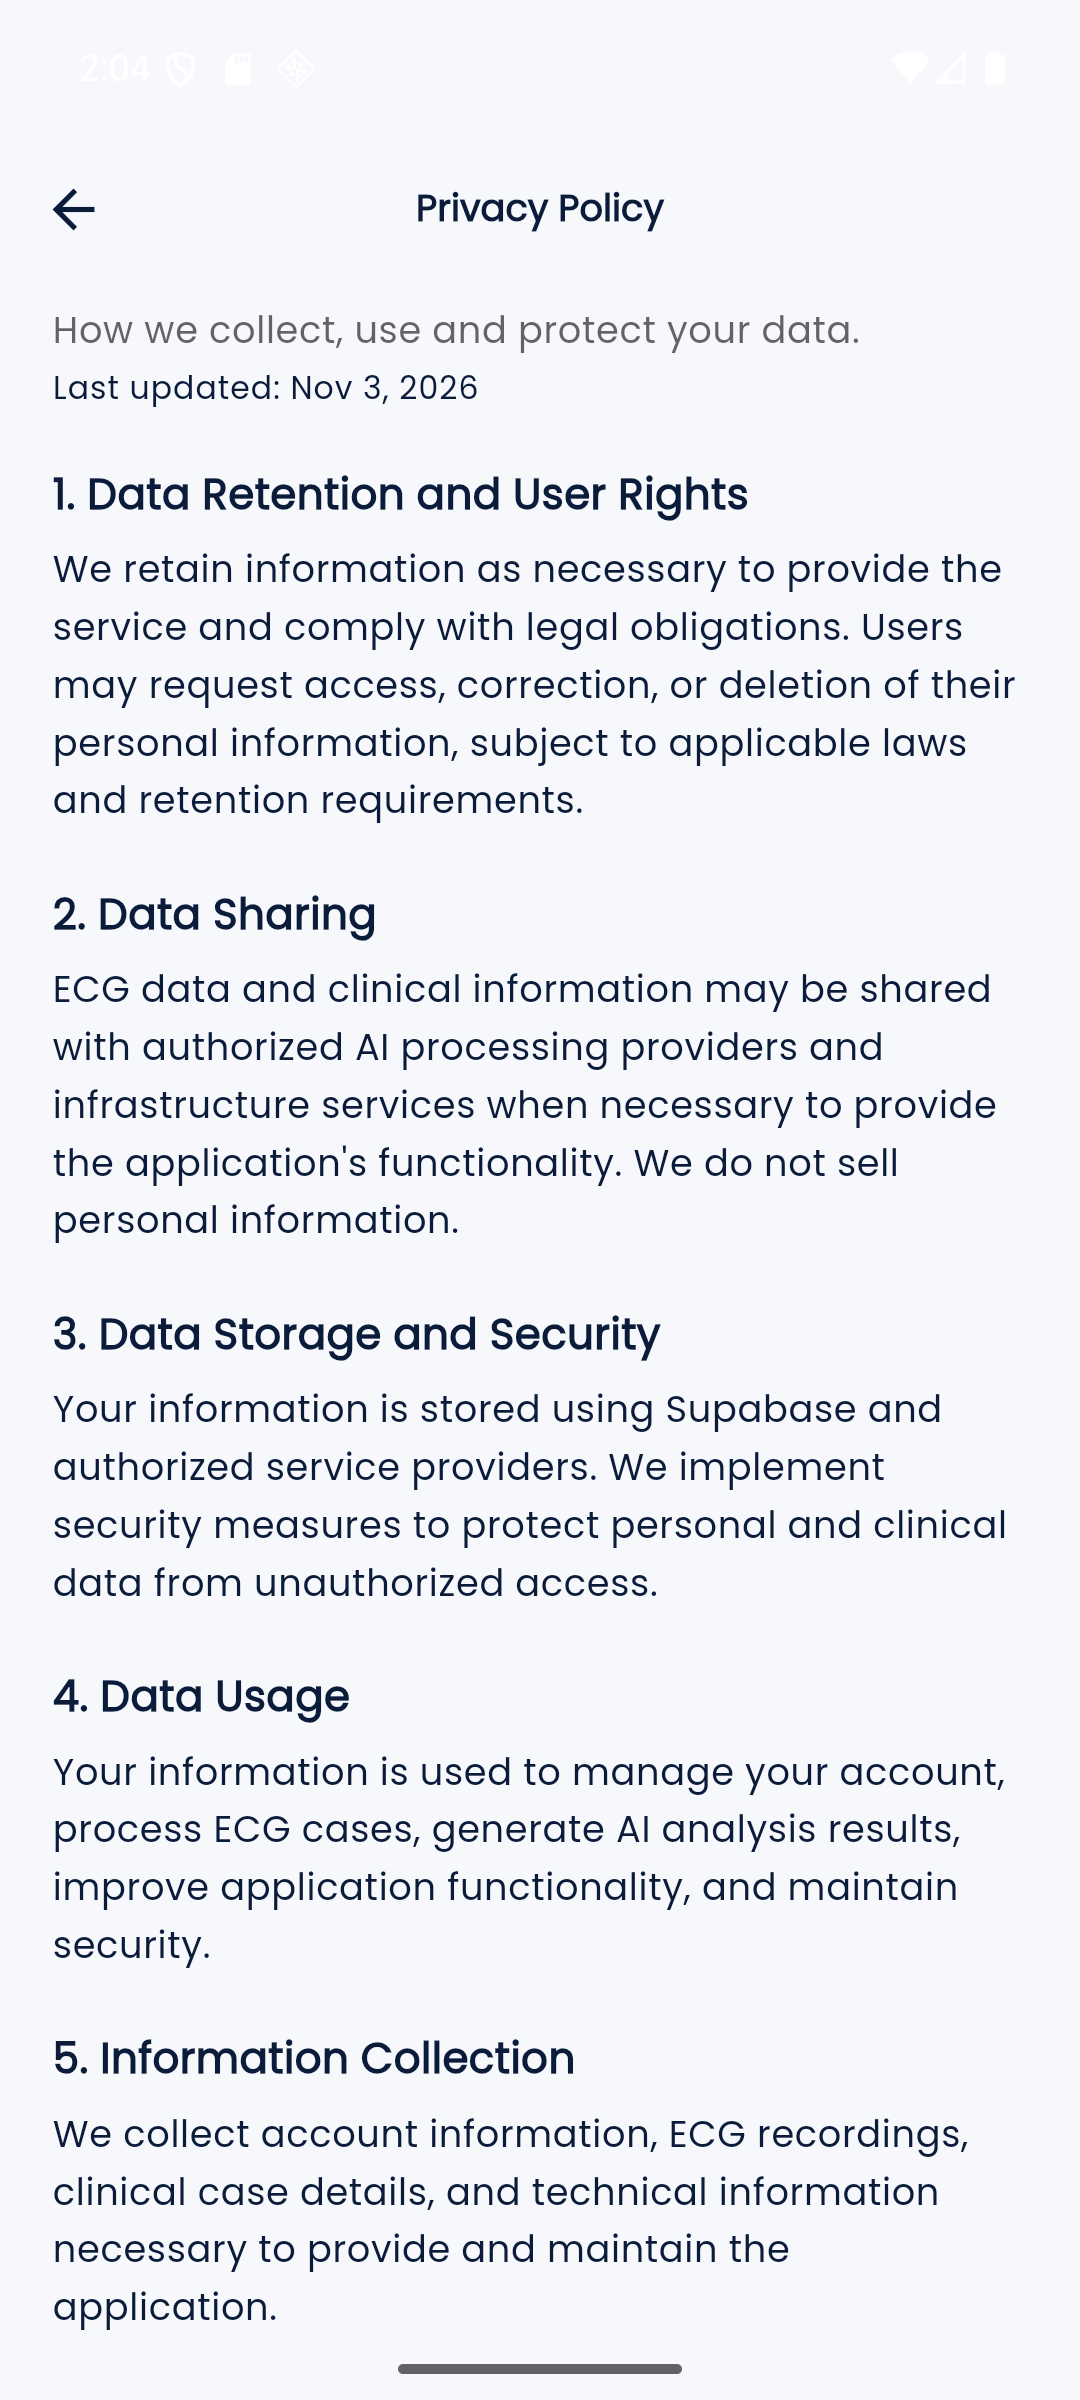 2:04
Privacy Policy
How we collect, use and protect your data.
Last updated: Nov 3, 2026
1. Data Retention and User Rights
We retain information as necessary to provide the
service and comply with legal obligations. Users
may request access, correction, or deletion of their
personal information, subject to applicable laws
and retention requirements.
2. Data Sharing
ECG data and clinical information may be shared
with authorized AI processing providers and
infrastructure services when necessary to provide
the application's functionality. We do not sell
personal information.
3. Data Storage and Security
Your information is stored using Supabase and
authorized service providers. We implement
security measures to protect personal and clinical
data from unauthorized access.
4. Data Usage
Your information is used to manage your account,
process ECG cases, generate AI analysis results,
improve application functionality, and maintain
security.
5. Information Collection
We collect account information, ECG recordings,
clinical case details, and technical information
necessary to provide and maintain the
application.